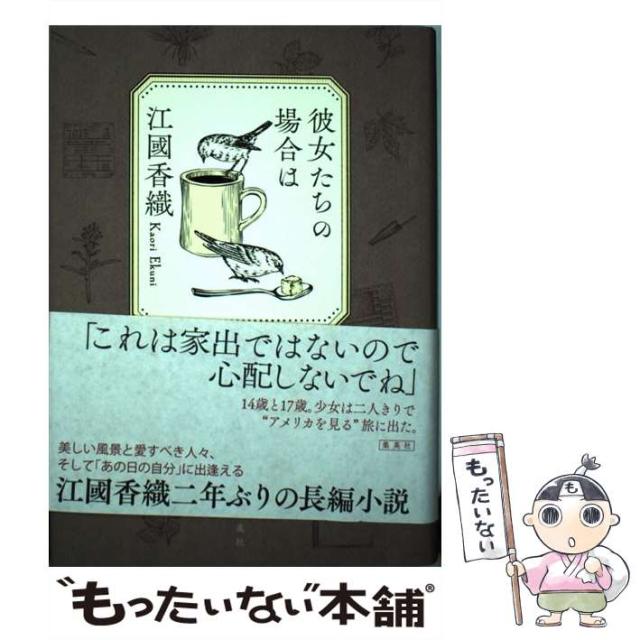 彼女たちの
場合は
江國香織
Kaori Ekuni
「これは家出ではないので
心配しないでね」
14歳と17歳。少女は二人きりで
“アメリカを見る”旅に出た。
集英社
美しい風景と愛すべき人々、
そして「あの日の自分」に出逢える
江國香織二年ぶりの長編小説
もったいない
“もったいない”本舗®